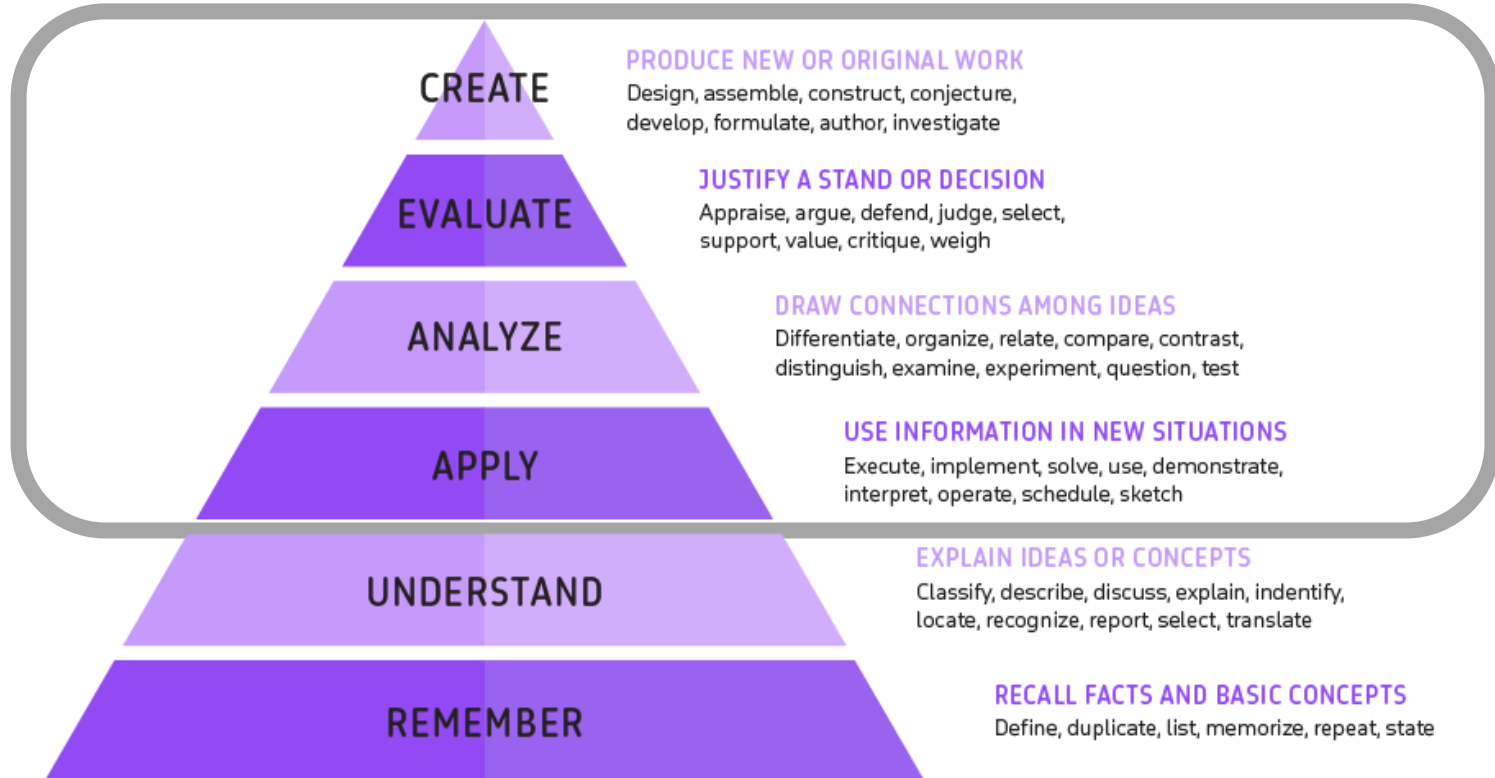 CREATE
PRODUCE NEW OR ORIGINAL WORK
Design, assemble, construct, conjecture,
develop, formulate, author, investigate
EVALUATE
JUSTIFY A STAND OR DECISION
Appraise, argue, defend, judge, select,
support, value, critique, weigh
ANALYZE
DRAW CONNECTIONS AMONG IDEAS
Differentiate, organize, relate, compare, contrast,
distinguish, examine, experiment, question, test
APPLY
USE INFORMATION IN NEW SITUATIONS
Execute, implement, solve, use, demonstrate,
interpret, operate, schedule, sketch
UNDERSTAND
EXPLAIN IDEAS OR CONCEPTS
Classify, describe, discuss, explain, indentify,
locate, recognize, report, select, translate
REMEMBER
RECALL FACTS AND BASIC CONCEPTS
Define, duplicate, list, memorize, repeat, state